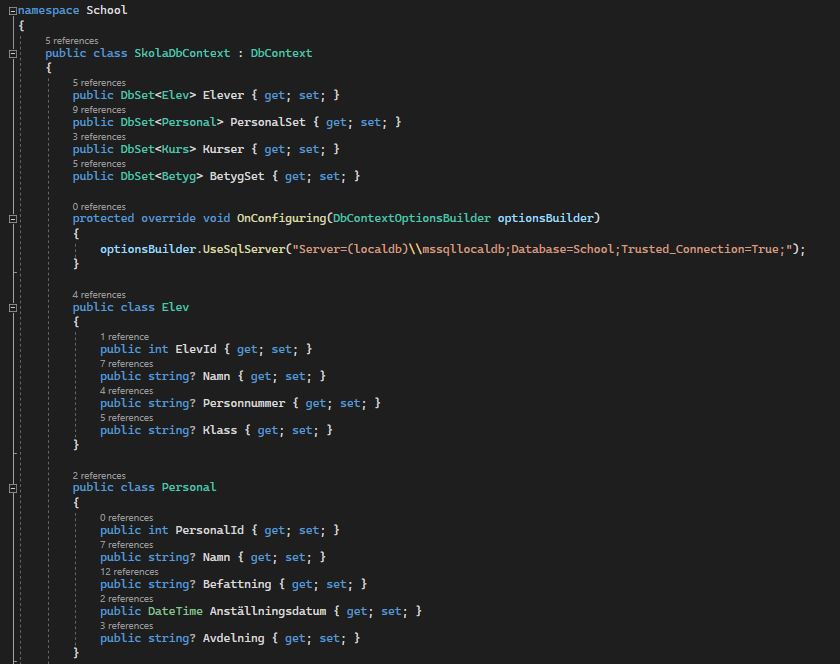 namespace School
{
5 references
public class SkolaDbContext : DbContext
{
5 references
public DbSet<Elev> Elever { get; set; }
9 references
public DbSet<Personal> PersonalSet { get; set; }
3 references
public DbSet<Kurs> Kurser { get; set; }
5 references
public DbSet<Betyg> BetygSet { get; set; }
0 references
protected override void OnConfiguring(DbContextOptionsBuilder optionsBuilder)
{
optionsBuilder.UseSqlServer("Server=(localdb)\\mssqllocaldb;Database=School;Trusted_Connection=True;");
}
4 references
public class Elev
{
1 reference
public int ElevId { get; set; }
7 references
public string? Namn { get; set; }
4 references
public string? Personnummer { get; set; }
5 references
public string? Klass { get; set; }
}
2 references
public class Personal
{
0 references
public int PersonalId { get; set; }
7 references
public string? Namn { get; set; }
12 references
public string? Befattning { get; set; }
2 references
public DateTime Anställningsdatum { get; set; }
3 references
public string? Avdelning { get; set; }
}